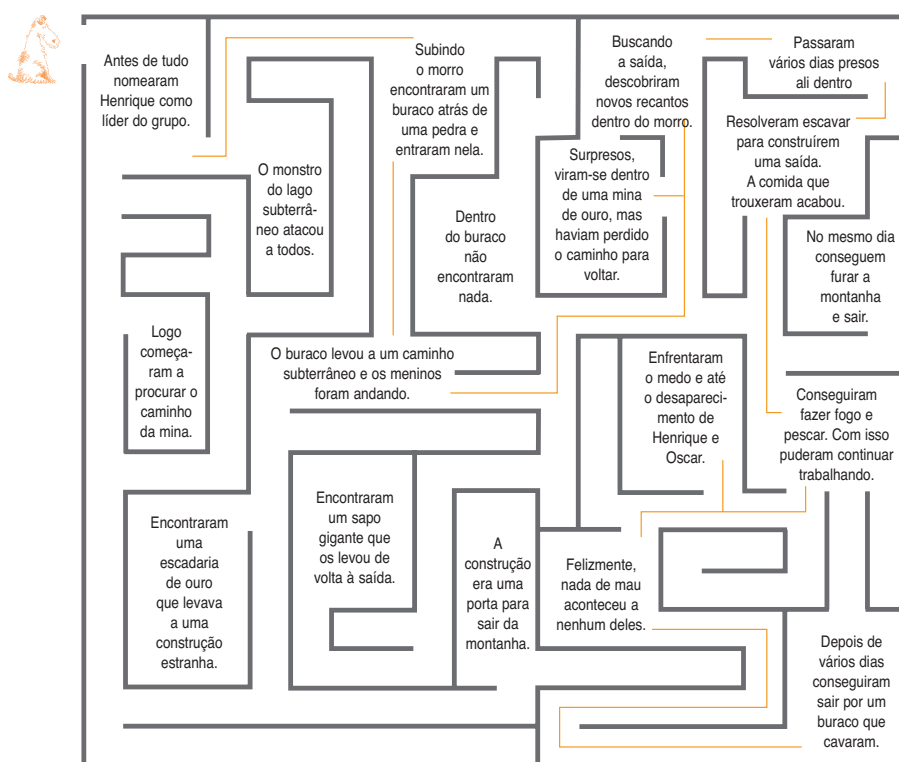 Antes de tudo
nomearam
Henrique como
líder do grupo.
Subindo
o morro
encontraram um
buraco atrás de
uma pedra e
entraram nela.
Buscando
a saída,
descobriram
novos recantos
dentro do morro.
Passaram
vários dias presos
ali dentro
Resolveram escavar
para construírem
uma saída.
A comida que
trouxeram acabou.
O monstro
do lago
subterrâ-
neo atacou
a todos.
Surpresos,
viram-se dentro
de uma mina
de ouro, mas
haviam perdido
o caminho para
voltar.
Dentro
do buraco
não
encontraram
nada.
No mesmo dia
conseguem
furar a
montanha
e sair.
Logo
começa-
ram a
procurar o
caminho
da mina.
O buraco levou a um caminho
subterrâneo e os meninos
foram andando.
Enfrentaram
o medo e até
o desapareci-
mento de
Henrique e
Oscar.
Conseguiram
fazer fogo e
pescar. Com isso
puderam continuar
trabalhando.
Encontraram
uma
escadaria
de ouro
que levava
a uma
construção
estranha.
Encontraram
um sapo
gigante que
os levou de
volta à saída.
A
construção
era uma
porta para
sair da
montanha.
Felizmente,
nada de mau
aconteceu a
nenhum deles.
Depois de
vários dias
conseguiram
sair por um
buraco que
cavaram.